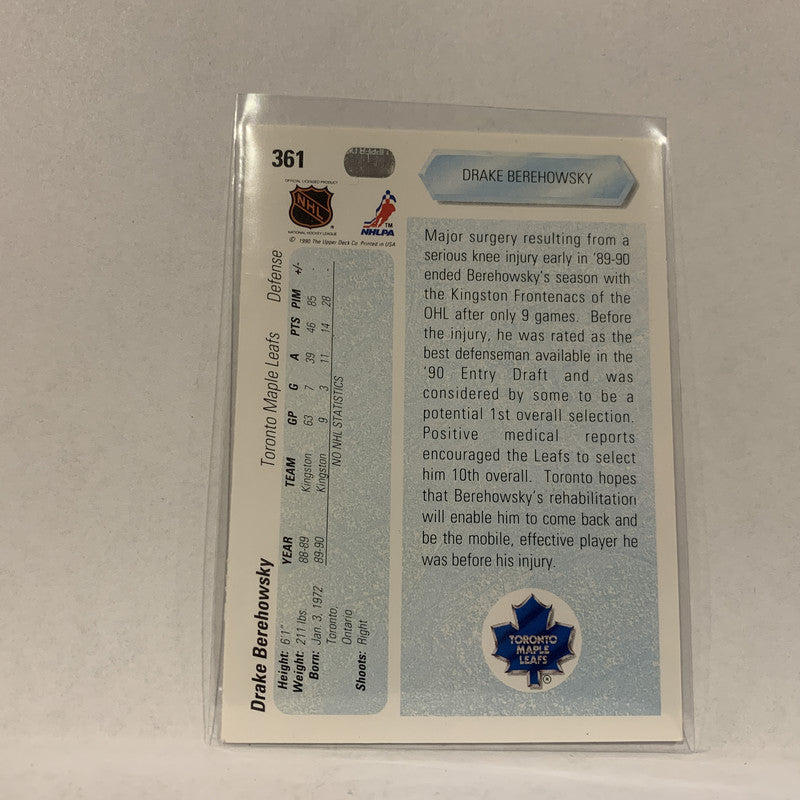 361
DRAKE BEREHOWSKY
OFFICIAL LICENSED PRODUCT
NHL
®
NATIONAL HOCKEY LEAGUE
TM
NHLPA
© 1990 The Upper Deck Co. Printed in USA
Major surgery resulting from a
serious knee injury early in '89-90
ended Berehowsky's season with
the Kingston Frontenacs of the
OHL after only 9 games. Before
the injury, he was rated as the
best defenseman available in the
'90 Entry Draft and was
considered by some to be a
potential 1st overall selection.
Positive medical reports
encouraged the Leafs to select
him 10th overall. Toronto hopes
that Berehowsky's rehabilitation
will enable him to come back and
be the mobile, effective player he
was before his injury.
TORONTO
MAPLE
LEAFS
®
Drake Berehowsky Toronto Maple Leafs Defense
Height: 6'1"
Weight: 211 lbs.
Born: Jan. 3, 1972
Toronto,
Ontario
Shoots: Right
YEAR TEAM GP G A PTS PIM +/-
88-89 Kingston 63 7 39 46 85 -
89-90 Kingston 9 3 11 14 28 -
NO NHL STATISTICS